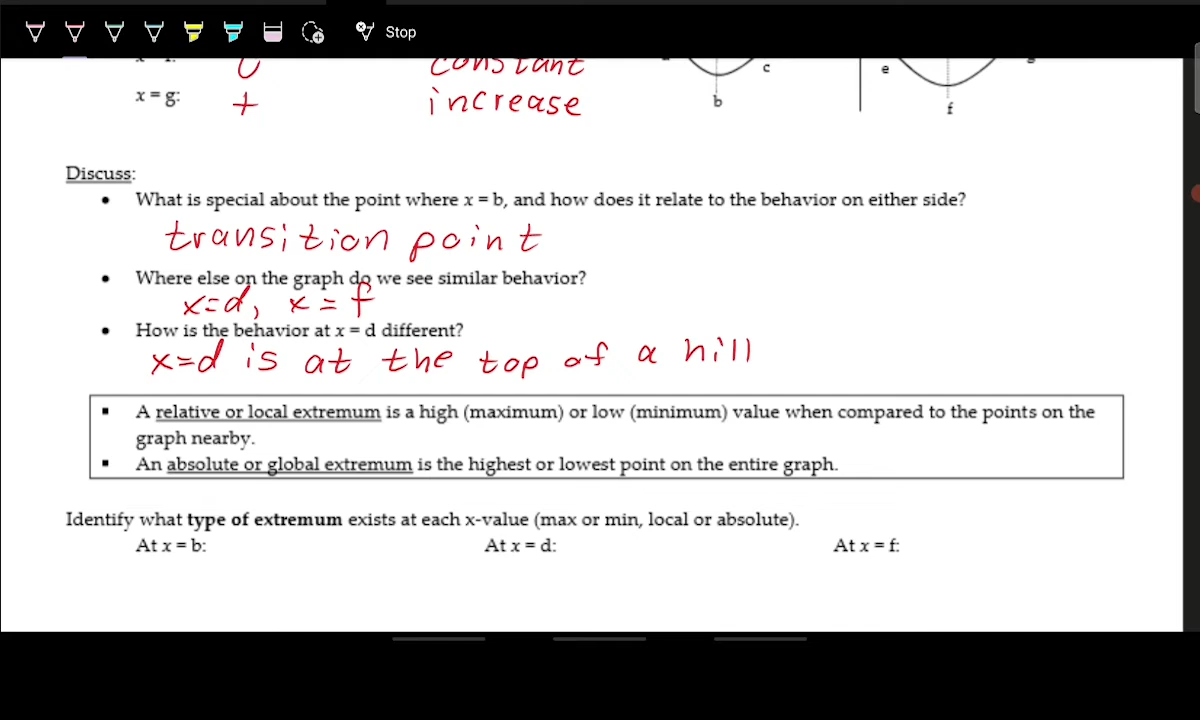 Stop
constant
c
e
x = g:
+
increase
b
f
Discuss:
• What is special about the point where x = b, and how does it relate to the behavior on either side?
transition point
• Where else on the graph do we see similar behavior?
x=d, x = f
• How is the behavior at x = d different?
x=d is at the top of a hill
▪ A relative or local extremum is a high (maximum) or low (minimum) value when compared to the points on the
graph nearby.
▪ An absolute or global extremum is the highest or lowest point on the entire graph.
Identify what type of extremum exists at each x-value (max or min, local or absolute).
At x = b: At x = d: At x = f: